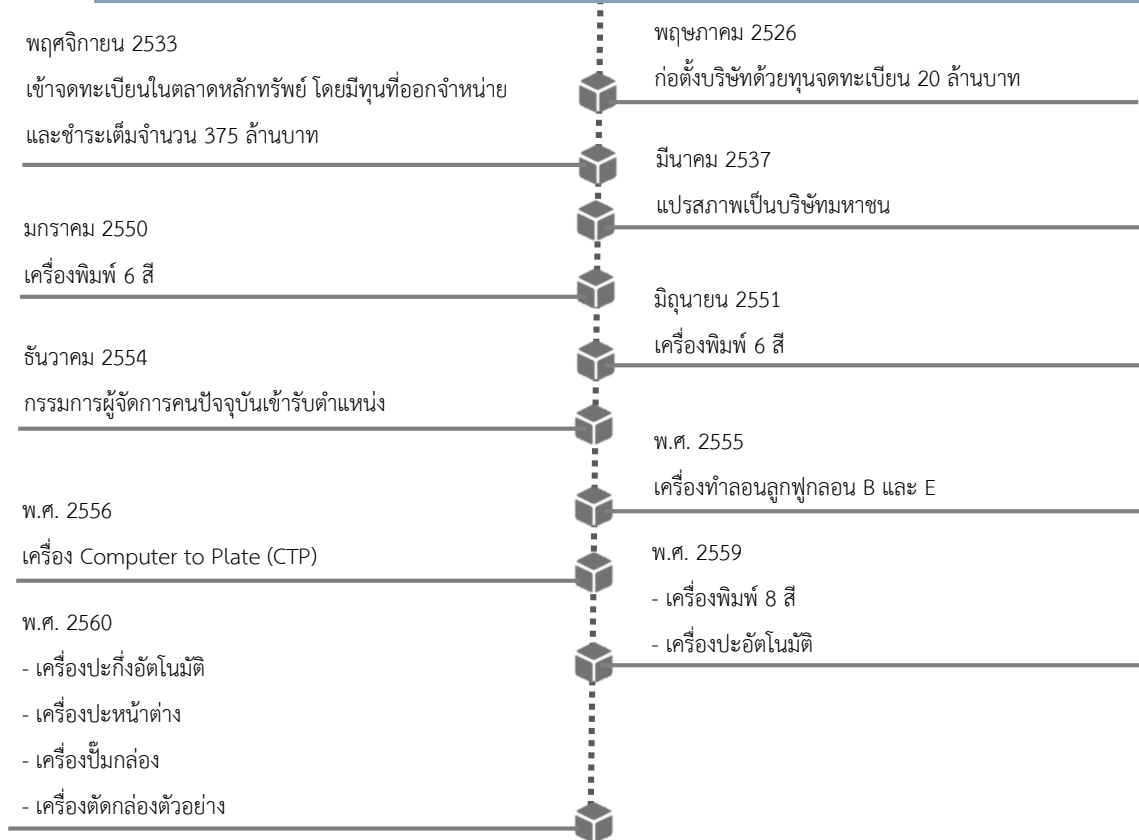 พฤษภาคม 2526
ก่อตั้งบริษัทด้วยทุนจดทะเบียน 20 ล้านบาท
พฤศจิกายน 2533
เข้าจดทะเบียนในตลาดหลักทรัพย์ โดยมีทุนที่ออกจำหน่าย
และชำระเต็มจำนวน 375 ล้านบาท
มีนาคม 2537
แปรสภาพเป็นบริษัทมหาชน
มกราคม 2550
เครื่องพิมพ์ 6 สี
มิถุนายน 2551
เครื่องพิมพ์ 6 สี
ธันวาคม 2554
กรรมการผู้จัดการคนปัจจุบันเข้ารับตำแหน่ง
พ.ศ. 2555
เครื่องทำลอนลูกฟูกลอน B และ E
พ.ศ. 2556
เครื่อง Computer to Plate (CTP)
พ.ศ. 2559
- เครื่องพิมพ์ 8 สี
- เครื่องปะอัตโนมัติ
พ.ศ. 2560
- เครื่องปะกึ่งอัตโนมัติ
- เครื่องปะหน้าต่าง
- เครื่องปั๊มกล่อง
- เครื่องตัดกล่องตัวอย่าง